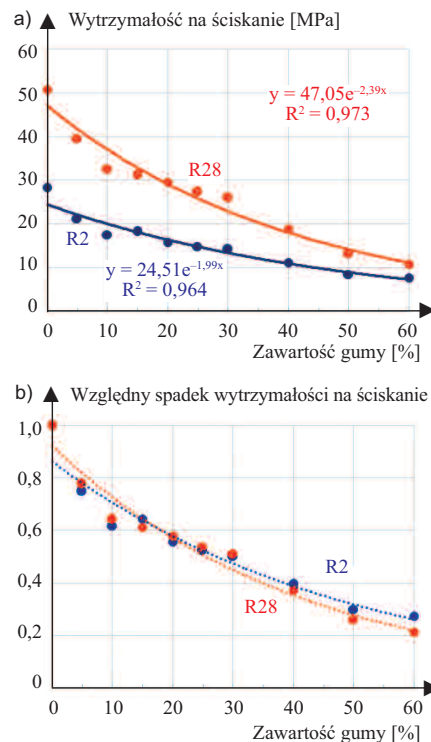 a) Wytrzymałość na ściskanie [MPa]
60
50
40
30
20
10
0
y = 47,05e^–2,39x
R² = 0,973
R28
R2
y = 24,51e^–1,99x
R² = 0,964
0 10 20 30 40 50 60
Zawartość gumy [%]
b) Względny spadek wytrzymałości na ściskanie
1,0
0,8
0,6
0,4
0,2
0
R2
R28
0 10 20 30 40 50 60
Zawartość gumy [%]